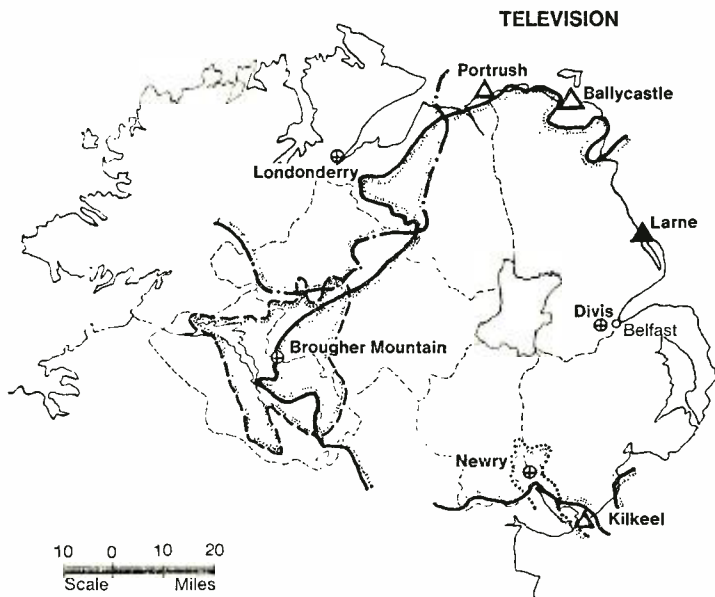 TELEVISION
Portrush
Ballycastle
Londonderry
Larne
Divis
Belfast
Brougher Mountain
Newry
Kilkeel
10 0 10 20
Scale Miles